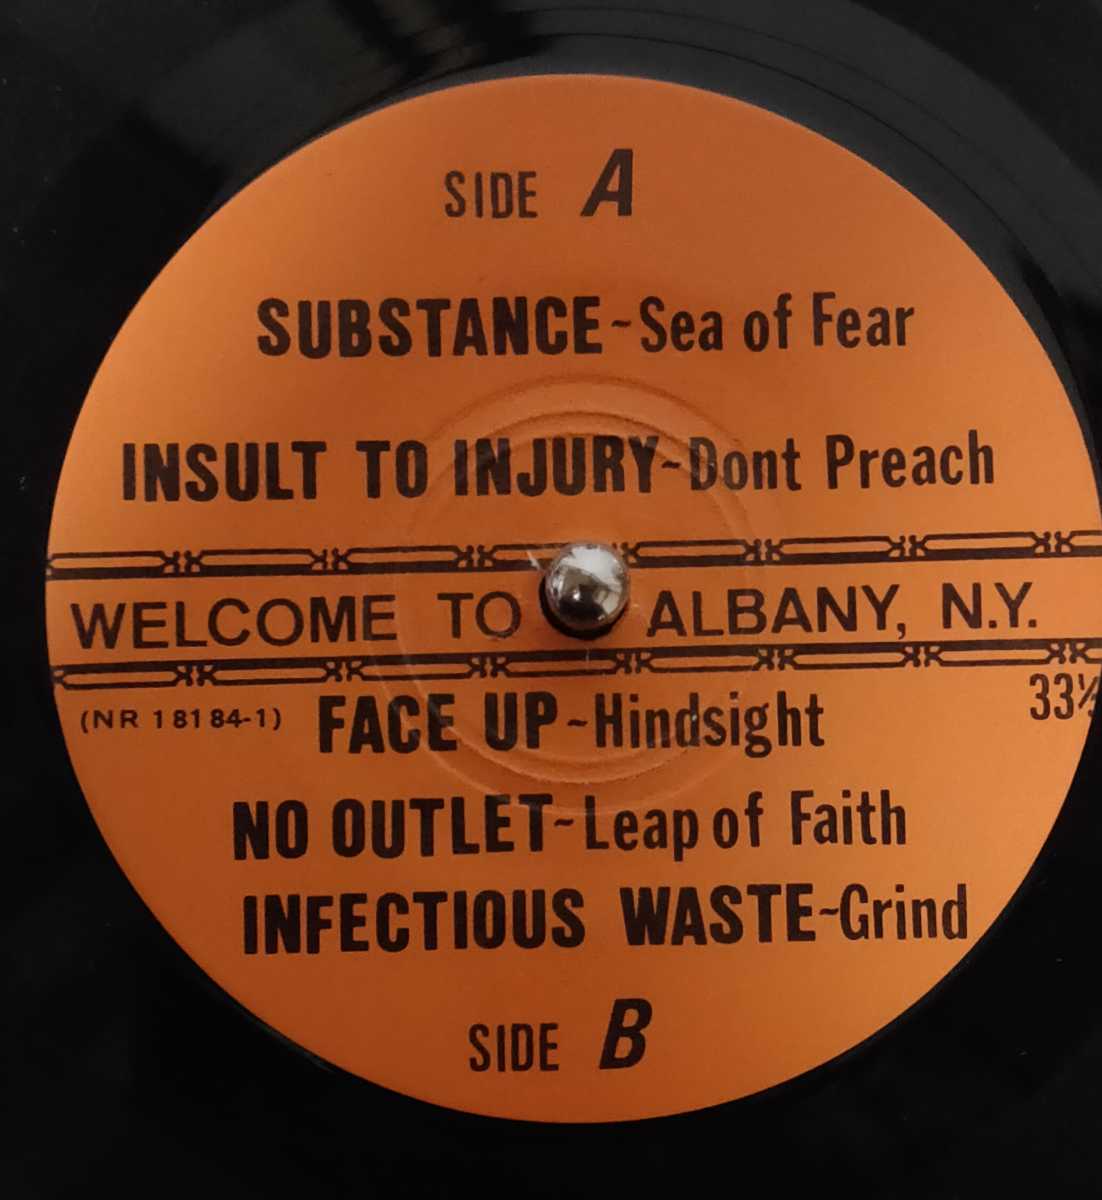 SIDE A
SUBSTANCE~Sea of Fear
INSULT TO INJURY~Dont Preach
WELCOME TO ALBANY, N.Y.
(NR 18184-1)
33⅓
FACE UP~Hindsight
NO OUTLET~Leap of Faith
INFECTIOUS WASTE~Grind
SIDE B